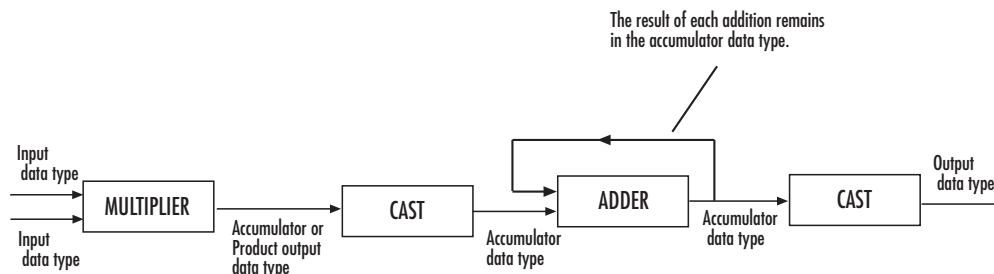 The result of each addition remains
in the accumulator data type.
Input
data type
MULTIPLIER
Input
data type
Accumulator or
Product output
data type
CAST
Accumulator
data type
ADDER
Accumulator
data type
CAST
Output
data type